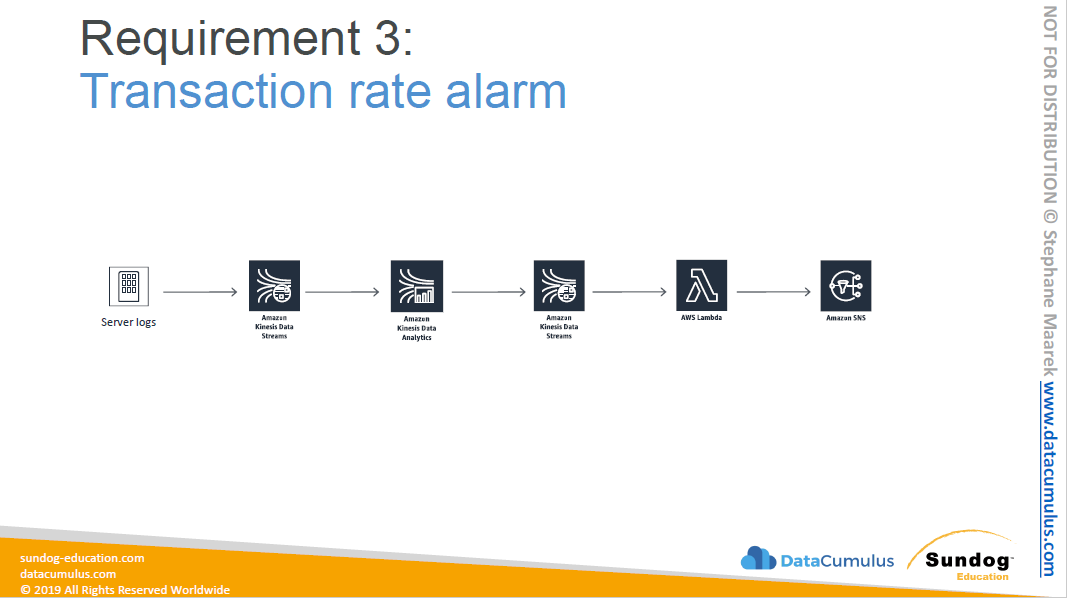 Requirement 3:
Transaction rate alarm
Server logs
Amazon
Kinesis Data
Streams
Amazon
Kinesis Data
Analytics
Amazon
Kinesis Data
Streams
AWS Lambda
Amazon SNS
sundog-education.com
datacumulus.com
© 2019 All Rights Reserved Worldwide
DataCumulus
Sundog™
Education
NOT FOR DISTRIBUTION © Stephane Maarek www.datacumulus.com